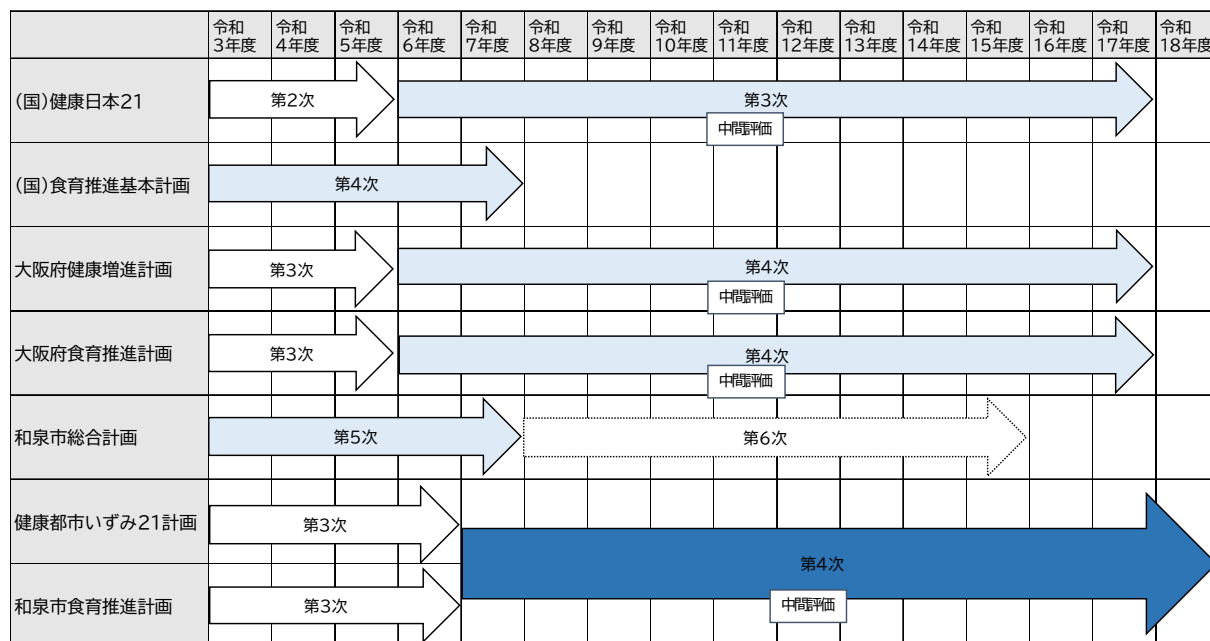 令和
3年度
令和
4年度
令和
5年度
令和
6年度
令和
7年度
令和
8年度
令和
9年度
令和
10年度
令和
11年度
令和
12年度
令和
13年度
令和
14年度
令和
15年度
令和
16年度
令和
17年度
令和
18年度
(国)健康日本21
第2次
第3次
中間評価
(国)食育推進基本計画
第4次
大阪府健康増進計画
第3次
第4次
中間評価
大阪府食育推進計画
第3次
第4次
中間評価
和泉市総合計画
第5次
第6次
健康都市いずみ21計画
第3次
第4次
和泉市食育推進計画
第3次
中間評価